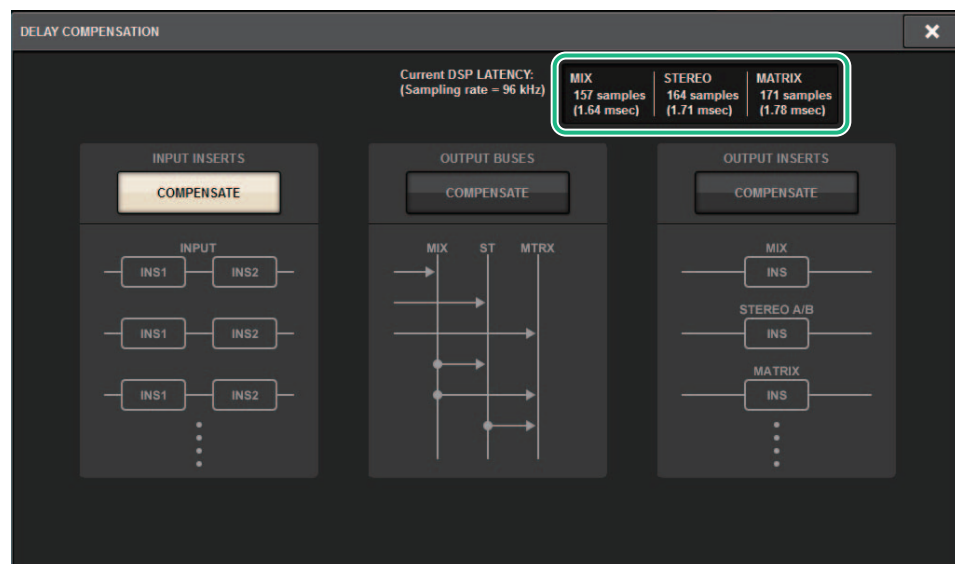 DELAY COMPENSATION
Current DSP LATENCY:
(Sampling rate = 96 kHz)
MIX
157 samples
(1.64 msec)
STEREO
164 samples
(1.71 msec)
MATRIX
171 samples
(1.78 msec)
INPUT INSERTS
COMPENSATE
INPUT
INS1 INS2
INS1 INS2
INS1 INS2
OUTPUT BUSES
COMPENSATE
MIX ST MTRX
OUTPUT INSERTS
COMPENSATE
MIX
INS
STEREO A/B
INS
MATRIX
INS